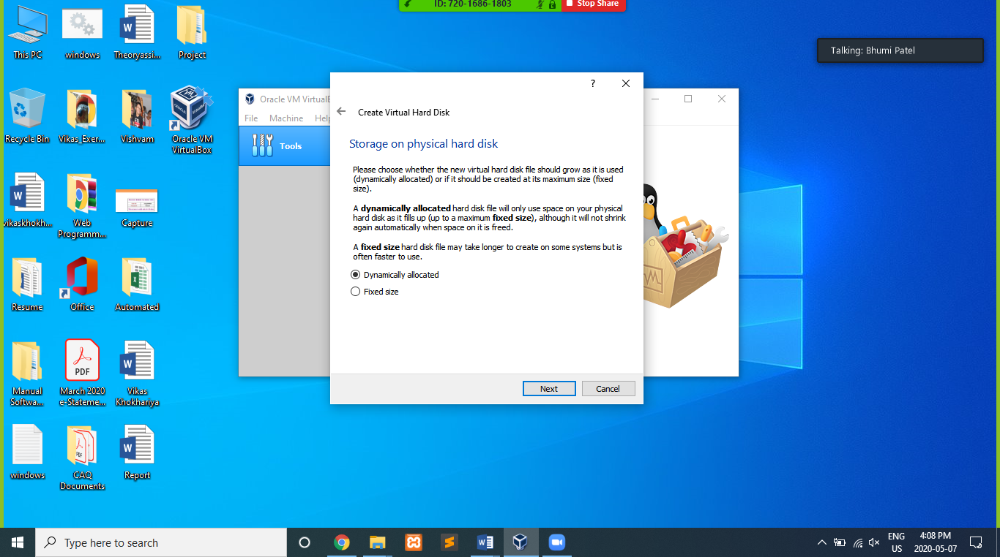 ID: 720-1686-1803
Stop Share
Talking: Bhumi Patel
This PC
windows
Theoryassi...
Project
Recycle Bin
Vikas_Exer...
Vishvam
Oracle VM
VirtualBox
vikaskhokh...
Web
Programm...
Capture
Resume
Office
Automated
Manual
Softwa...
PDF
March 2020
e-Stateme...
Vikas
Khokhariya
windows
CAQ
Documents
Report
Oracle VM VirtualB
File Machine Help
Tools
?
Create Virtual Hard Disk
Storage on physical hard disk
Please choose whether the new virtual hard disk file should grow as it is used
(dynamically allocated) or if it should be created at its maximum size (fixed
size).
A dynamically allocated hard disk file will only use space on your physical
hard disk as it fills up (up to a maximum fixed size), although it will not shrink
again automatically when space on it is freed.
A fixed size hard disk file may take longer to create on some systems but is
often faster to use.
Dynamically allocated
Fixed size
Next
Cancel
Type here to search
ENG
US
4:08 PM
2020-05-07